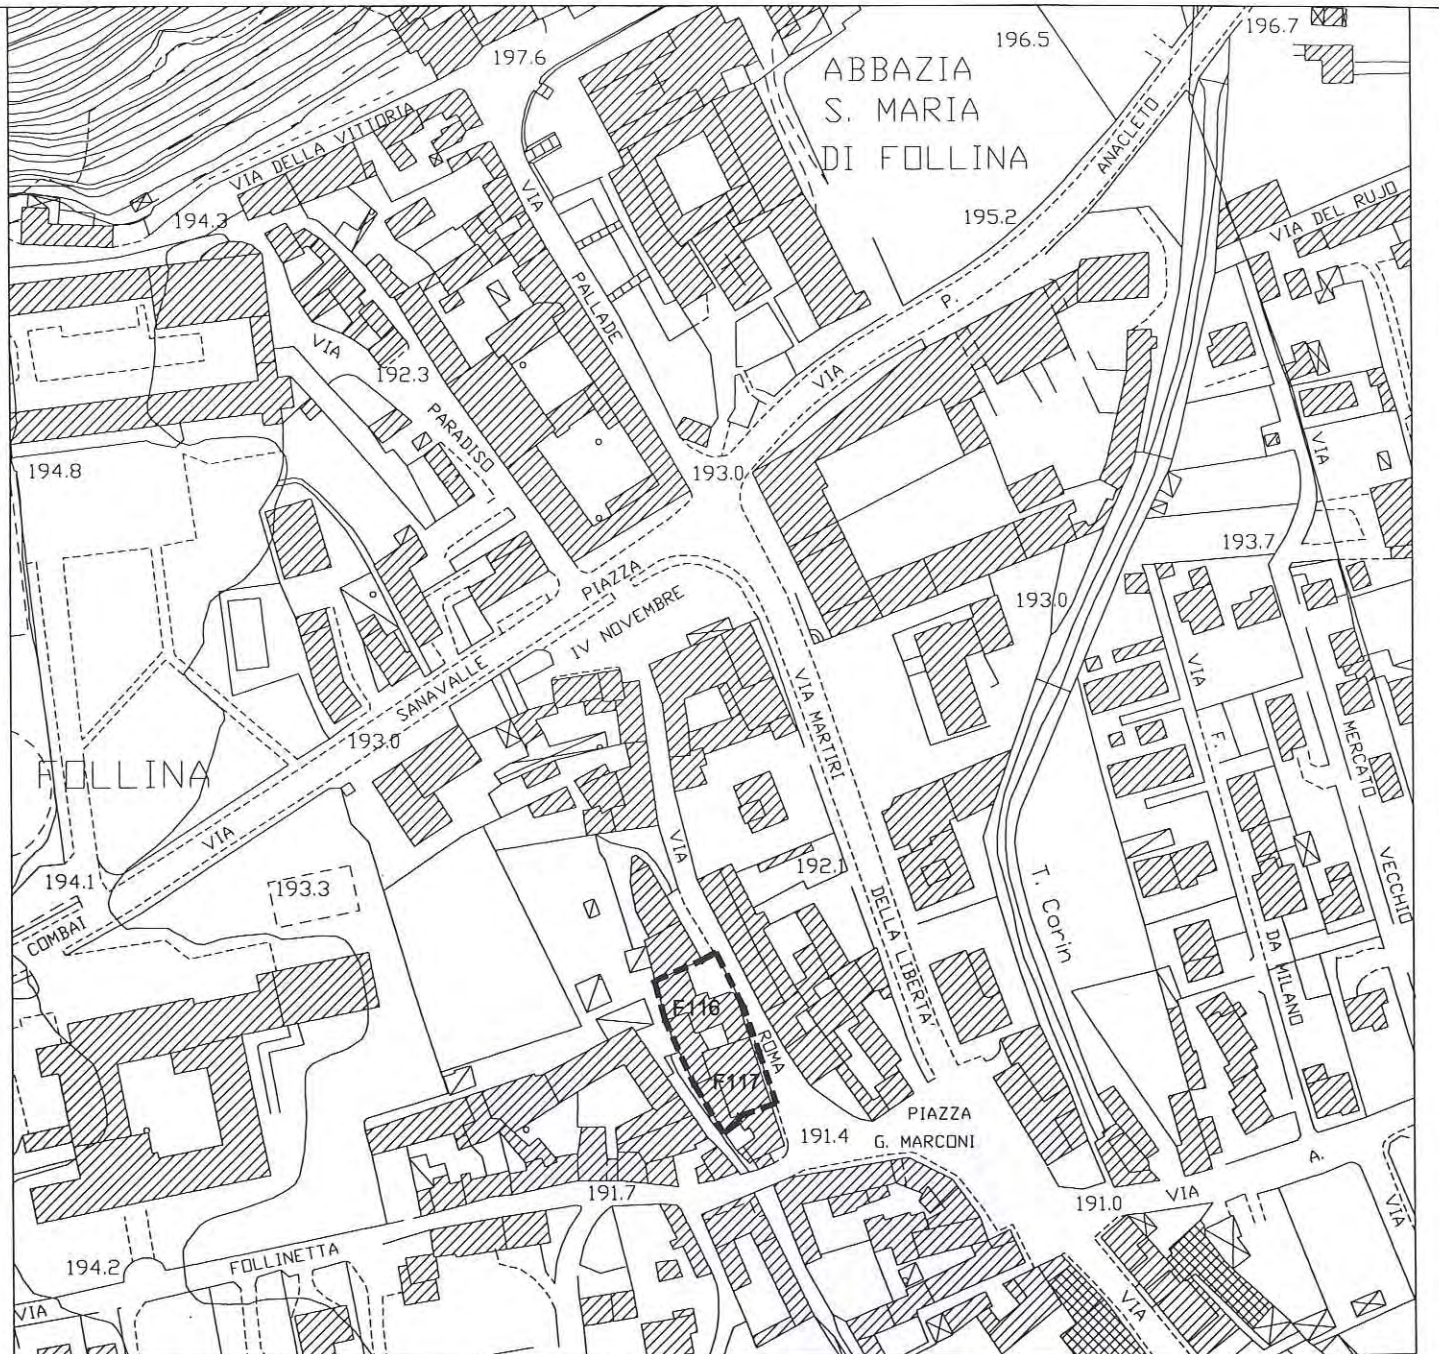 197.6
196.5
196.7
ABBAZIA
S. MARIA
DI FOLLINA
VIA DELLA VITTORIA
194.3
VIA
PALLADE
195.2
VIA P. ANACLETO
VIA DEL RUJO
VIA
192.3
PARADISO
194.8
193.0
VIA
193.7
PIAZZA
IV NOVEMBRE
193.0
SANAVALLE
193.0
VIA MARTIRI
VIA
F.
MERCATO
FOLLINA
VIA
VIA
192.1
VECCHIO
194.1
193.3
COMBAI
DELLA LIBERTA'
T. Corin
DA MILANO
E116
ROMA
F117
191.4
PIAZZA
G. MARCONI
A.
191.7
191.0
VIA
VIA
194.2
FOLLINETTA
VIA
VIA